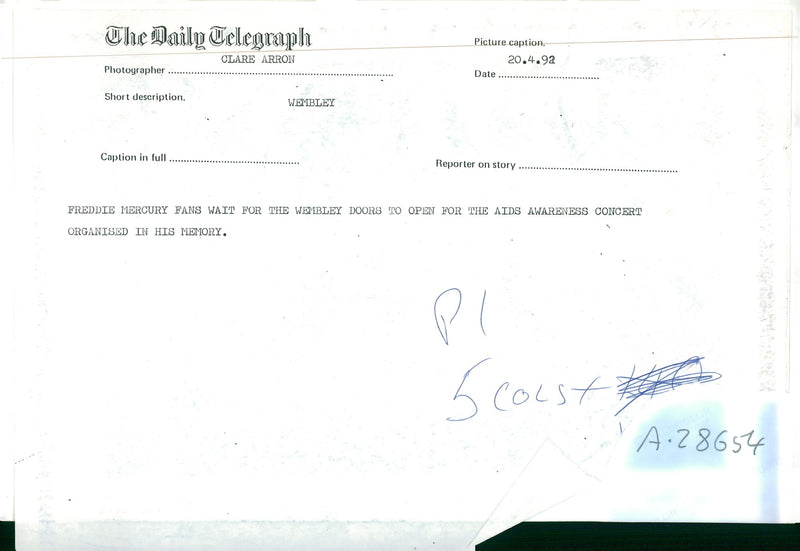 The Daily Telegraph
Picture caption.
CLARE ARRON
20.4.92
Photographer
Date
Short description.
WEMBLEY
Caption in full
Reporter on story
FREDDIE MERCURY FANS WAIT FOR THE WEMBLEY DOORS TO OPEN FOR THE AIDS AWARENESS CONCERT
ORGANISED IN HIS MEMORY.
P1
5 COLS+
A.28654